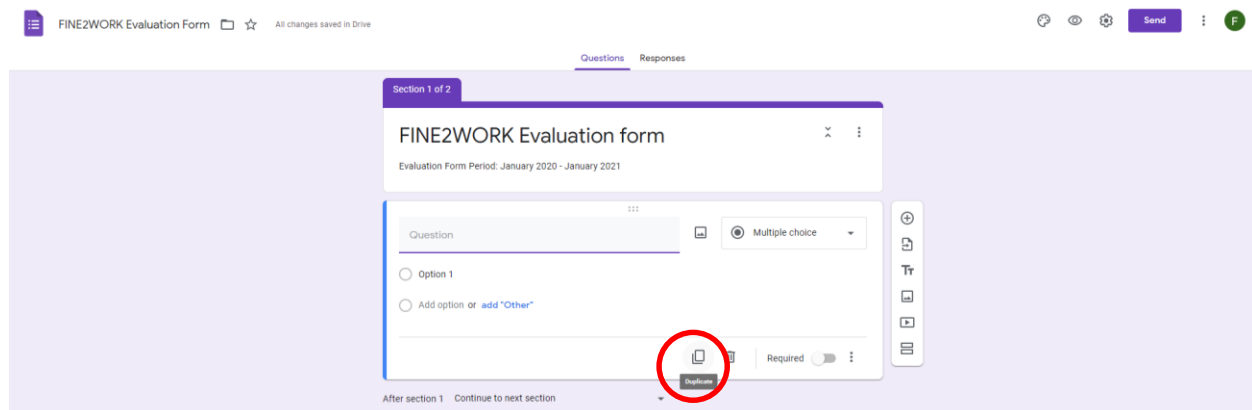 FINE2WORK Evaluation Form All changes saved in Drive Send F
Questions Responses
Section 1 of 2
FINE2WORK Evaluation form
Evaluation Form Period: January 2020 - January 2021
Question Multiple choice
Option 1
Add option or add "Other"
Required
Duplicate
After section 1 Continue to next section